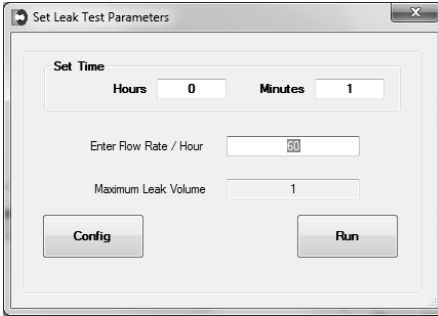 Set Leak Test Parameters
Set Time
Hours 0 Minutes 1
Enter Flow Rate / Hour 60
Maximum Leak Volume 1
Config Run